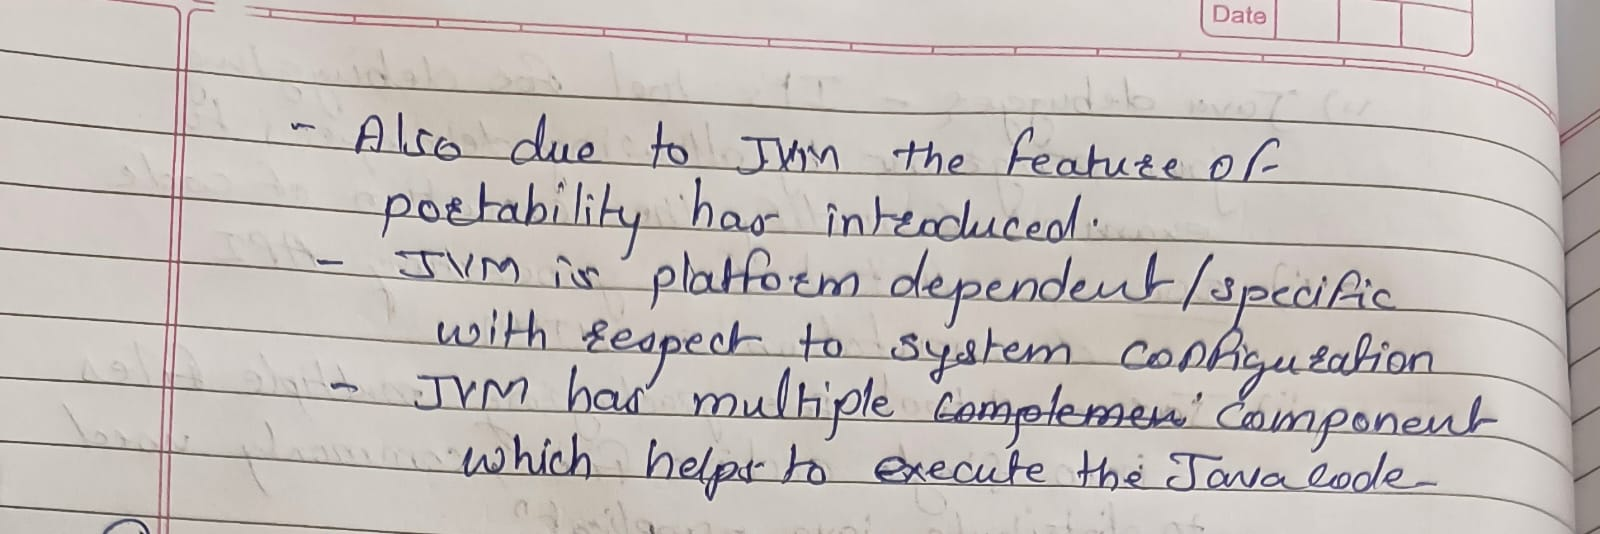 Date
- Also due to JVM the feature of
portability has introduced.
- JVM is platform dependent/specific
with respect to system configuration
- JVM has multiple complemen component
which helps to execute the Java code-